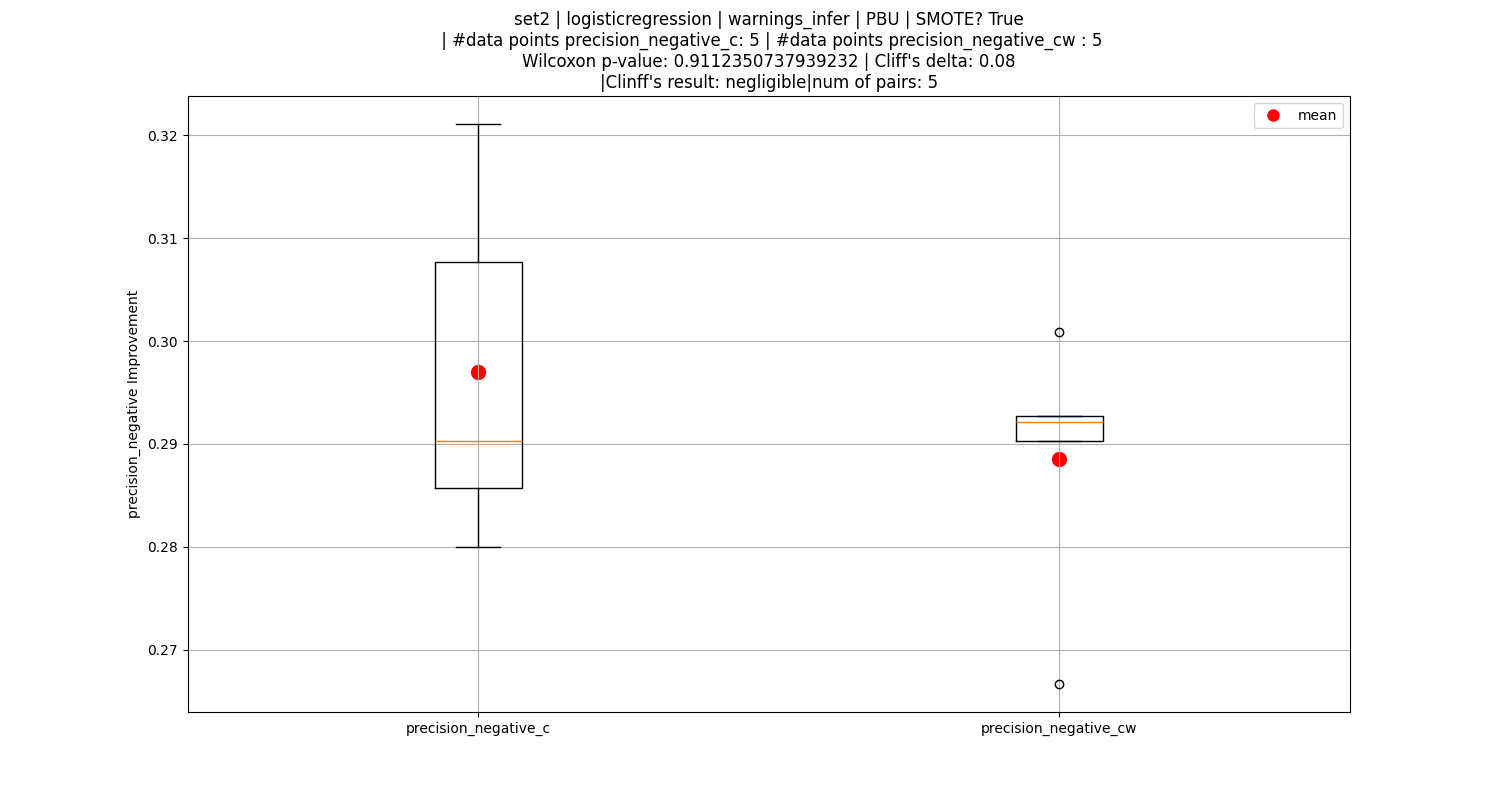 set2 | logisticregression | warnings_infer | PBU | SMOTE? True
| #data points precision_negative_c: 5 | #data points precision_negative_cw : 5
Wilcoxon p-value: 0.9112350737939232 | Cliff's delta: 0.08
|Clinff's result: negligible|num of pairs: 5
mean
0.32
0.31
0.30
0.29
0.28
0.27
precision_negative Improvement
precision_negative_c
precision_negative_cw